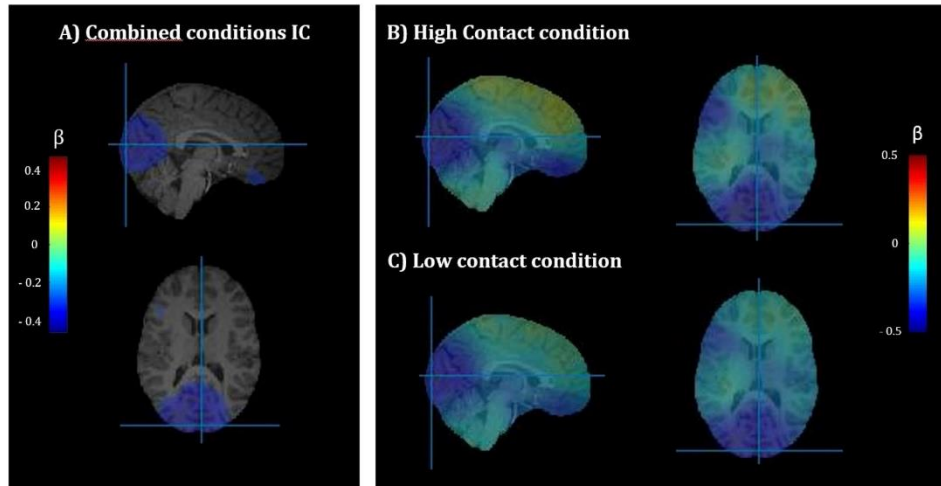 A) Combined conditions IC
β
0.4
0.2
0
- 0.2
- 0.4
B) High Contact condition
β
0.5
0
- 0.5
C) Low contact condition